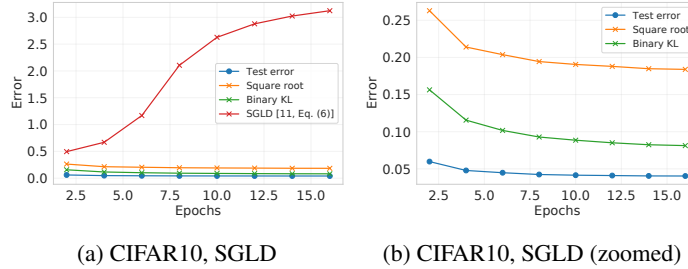 3.0
2.5
2.0
1.5
1.0
0.5
0.0
Error
Test error
Square root
Binary KL
SGLD [11, Eq. (6)]
2.5 5.0 7.5 10.0 12.5 15.0
Epochs
(a) CIFAR10, SGLD
0.25
0.20
0.15
0.10
0.05
Error
Test error
Square root
Binary KL
2.5 5.0 7.5 10.0 12.5 15.0
Epochs
(b) CIFAR10, SGLD (zoomed)